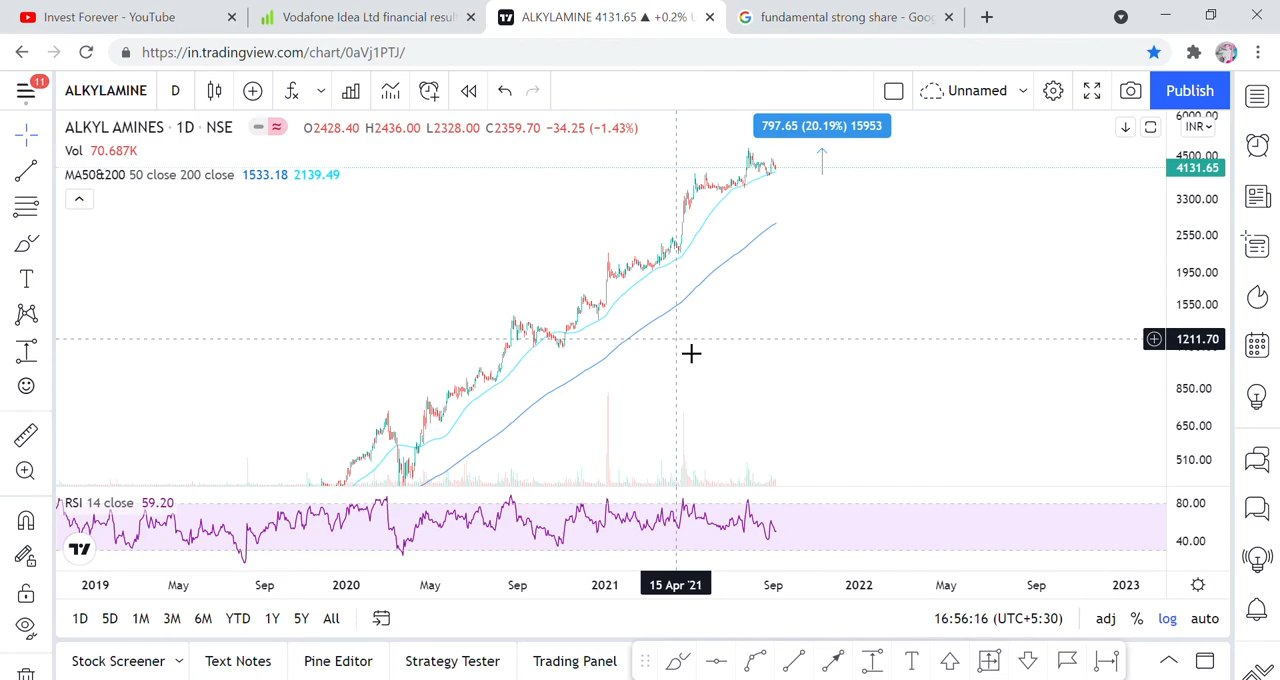 Invest Forever - YouTube
Vodafone Idea Ltd financial result
ALKYLAMINE 4131.65 ▲ +0.2% U
fundamental strong share - Goo
https://in.tradingview.com/chart/0aVj1PTJ/
11
ALKYLAMINE
D
Unnamed
Publish
ALKYL AMINES · 1D · NSE
O2428.40 H2436.00 L2328.00 C2359.70 −34.25 (−1.43%)
797.65 (20.19%) 15953
INR
Vol 70.687K
MA50&200 50 close 200 close 1533.18 2139.49
6000.00
4500.00
4131.65
3300.00
2550.00
1950.00
1550.00
1211.70
850.00
650.00
510.00
RSI 14 close 59.20
80.00
40.00
2019 May Sep 2020 May Sep 2021 15 Apr '21 Sep 2022 May Sep 2023
1D 5D 1M 3M 6M YTD 1Y 5Y All
16:56:16 (UTC+5:30) adj % log auto
Stock Screener Text Notes Pine Editor Strategy Tester Trading Panel